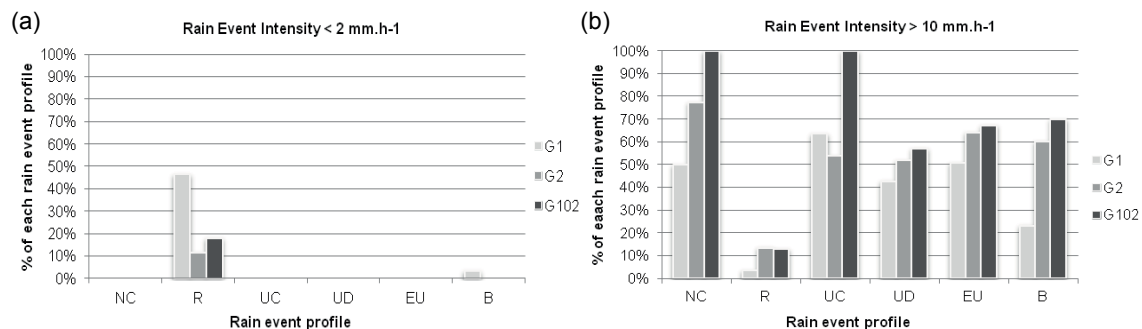 (a)
Rain Event Intensity < 2 mm.h-1
% of each rain event profile
100%
90%
80%
70%
60%
50%
40%
30%
20%
10%
0%
NC R UC UD EU B
Rain event profile
G1
G2
G102
(b)
Rain Event Intensity > 10 mm.h-1
% of eaach rain event profile
100%
90%
80%
70%
60%
50%
40%
30%
20%
10%
0%
NC R UC UD EU B
Rain event profile
G1
G2
G102